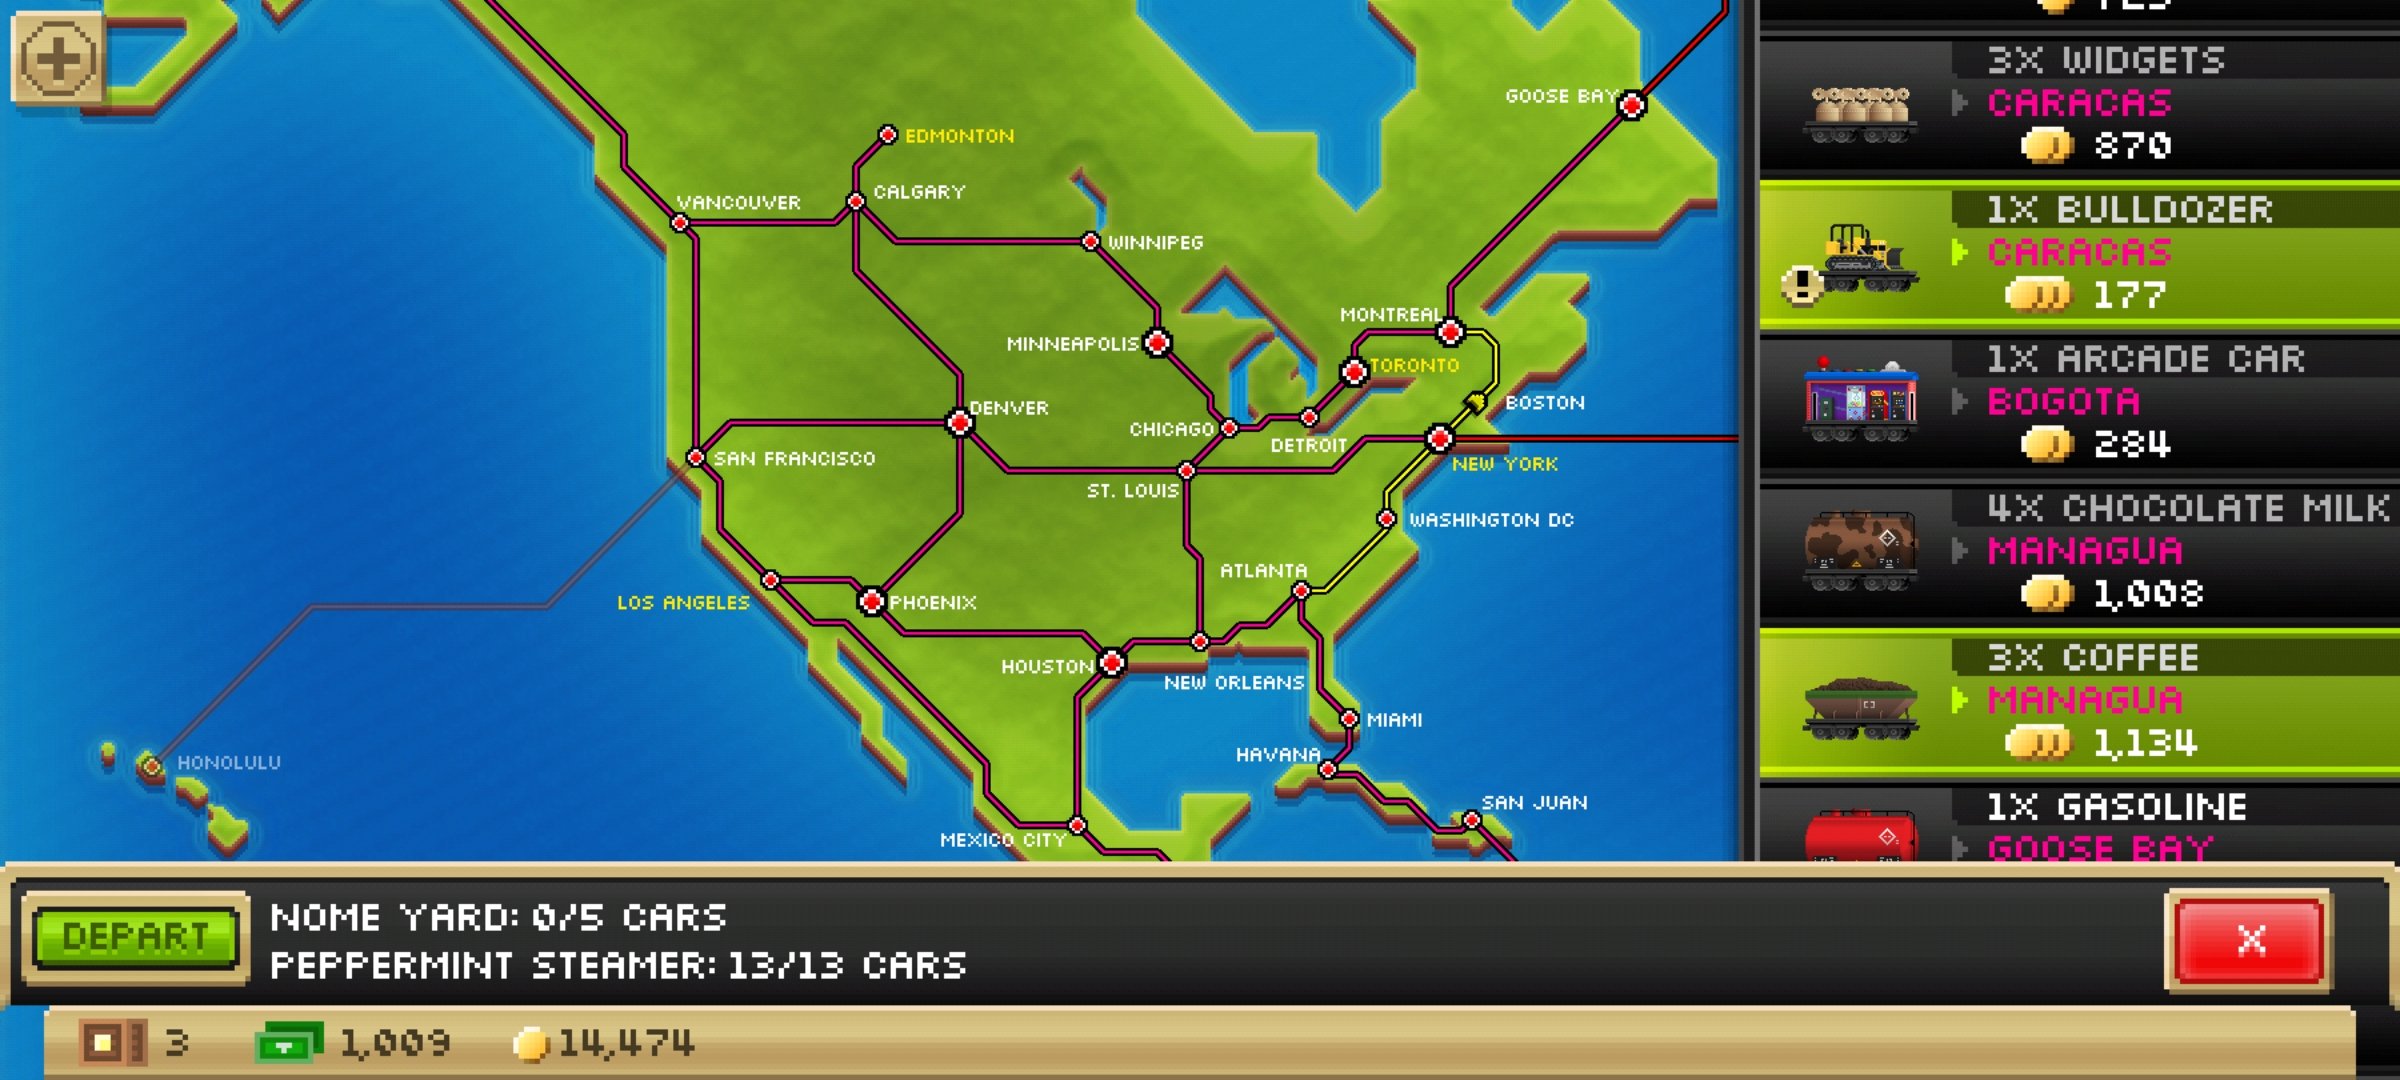 GOOSE BAY
EDMONTON
CALGARY
VANCOUVER
WINNIPEG
MONTREAL
MINNEAPOLIS
TORONTO
BOSTON
DENVER
CHICAGO
DETROIT
SAN FRANCISCO
NEW YORK
ST. LOUIS
WASHINGTON DC
ATLANTA
LOS ANGELES
PHOENIX
HOUSTON
NEW ORLEANS
MIAMI
HAVANA
HONOLULU
SAN JUAN
MEXICO CITY
3X WIDGETS
CARACAS
870
1X BULLDOZER
CARACAS
177
1X ARCADE CAR
BOGOTA
284
4X CHOCOLATE MILK
MANAGUA
1,008
3X COFFEE
MANAGUA
1,134
1X GASOLINE
GOOSE BAY
DEPART
NOME YARD: 0/5 CARS
PEPPERMINT STEAMER: 13/13 CARS
X
3
1,009
14,474